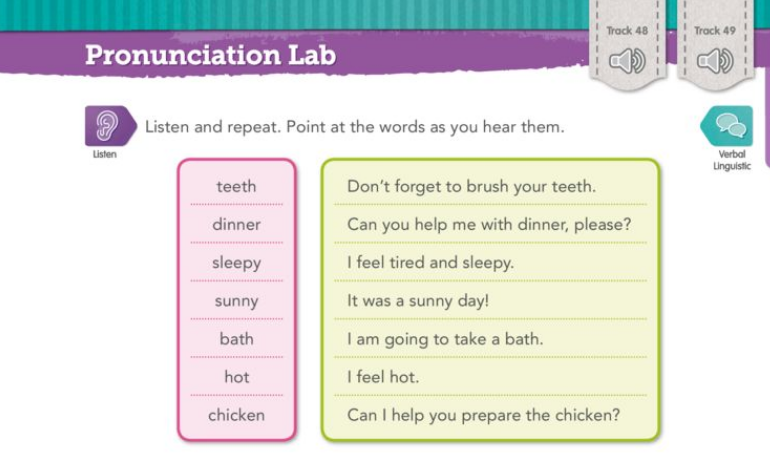 Track 48
Track 49
Pronunciation Lab
Listen and repeat. Point at the words as you hear them.
Listen
Verbal
Linguistic
teeth
Don't forget to brush your teeth.
dinner
Can you help me with dinner, please?
sleepy
I feel tired and sleepy.
sunny
It was a sunny day!
bath
I am going to take a bath.
hot
I feel hot.
chicken
Can I help you prepare the chicken?